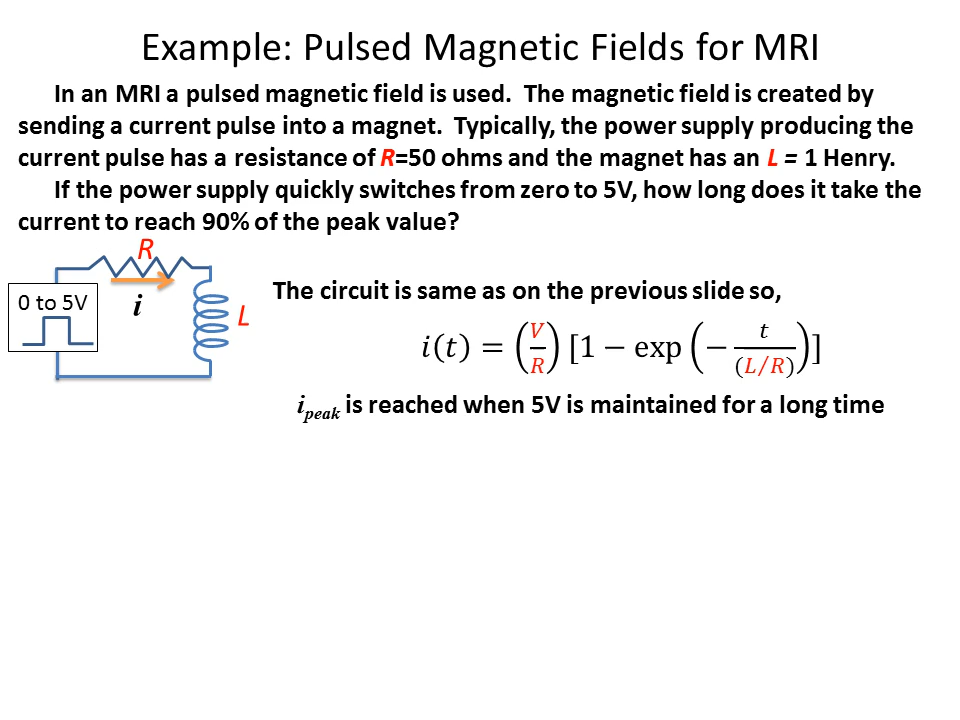 Example: Pulsed Magnetic Fields for MRI
In an MRI a pulsed magnetic field is used.  The magnetic field is created by
sending a current pulse into a magnet.  Typically, the power supply producing the
current pulse has a resistance of R=50 ohms and the magnet has an L = 1 Henry.
If the power supply quickly switches from zero to 5V, how long does it take the
current to reach 90% of the peak value?
R
0 to 5V
i
L
The circuit is same as on the previous slide so,
i(t) = (V/R) [1 − exp (− t/(L/R))]
i_peak is reached when 5V is maintained for a long time